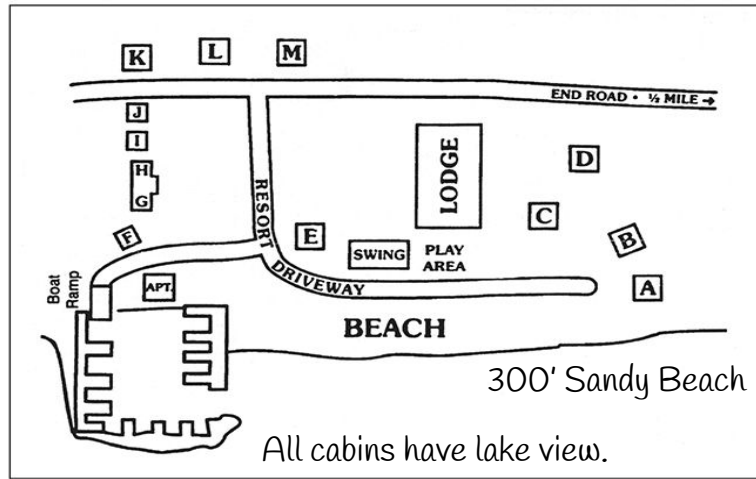 K
L
M
END ROAD • ½ MILE →
J
I
H
G
LODGE
D
C
RESORT
DRIVEWAY
F
E
B
SWING
PLAY
AREA
Boat
Ramp
APT.
A
BEACH
300' Sandy Beach
All cabins have lake view.